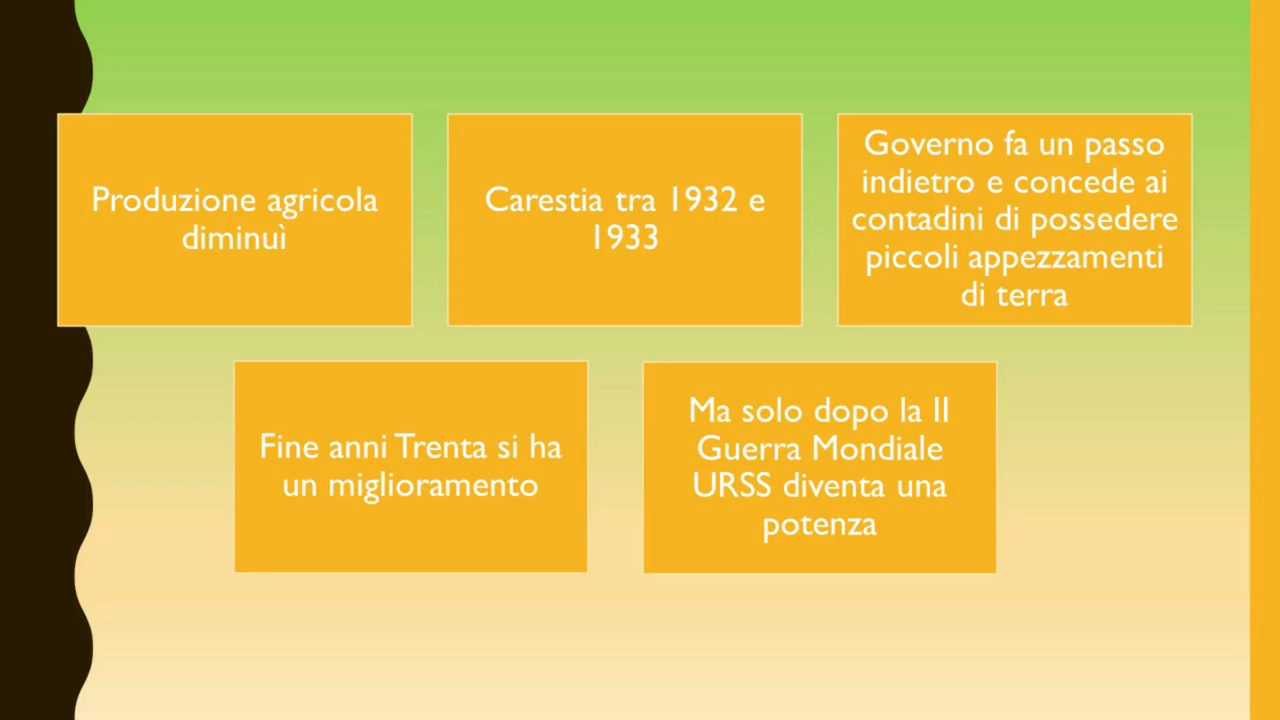 Produzione agricola
diminuì
Carestia tra 1932 e
1933
Governo fa un passo
indietro e concede ai
contadini di possedere
piccoli appezzamenti
di terra
Fine anni Trenta si ha
un miglioramento
Ma solo dopo la II
Guerra Mondiale
URSS diventa una
potenza